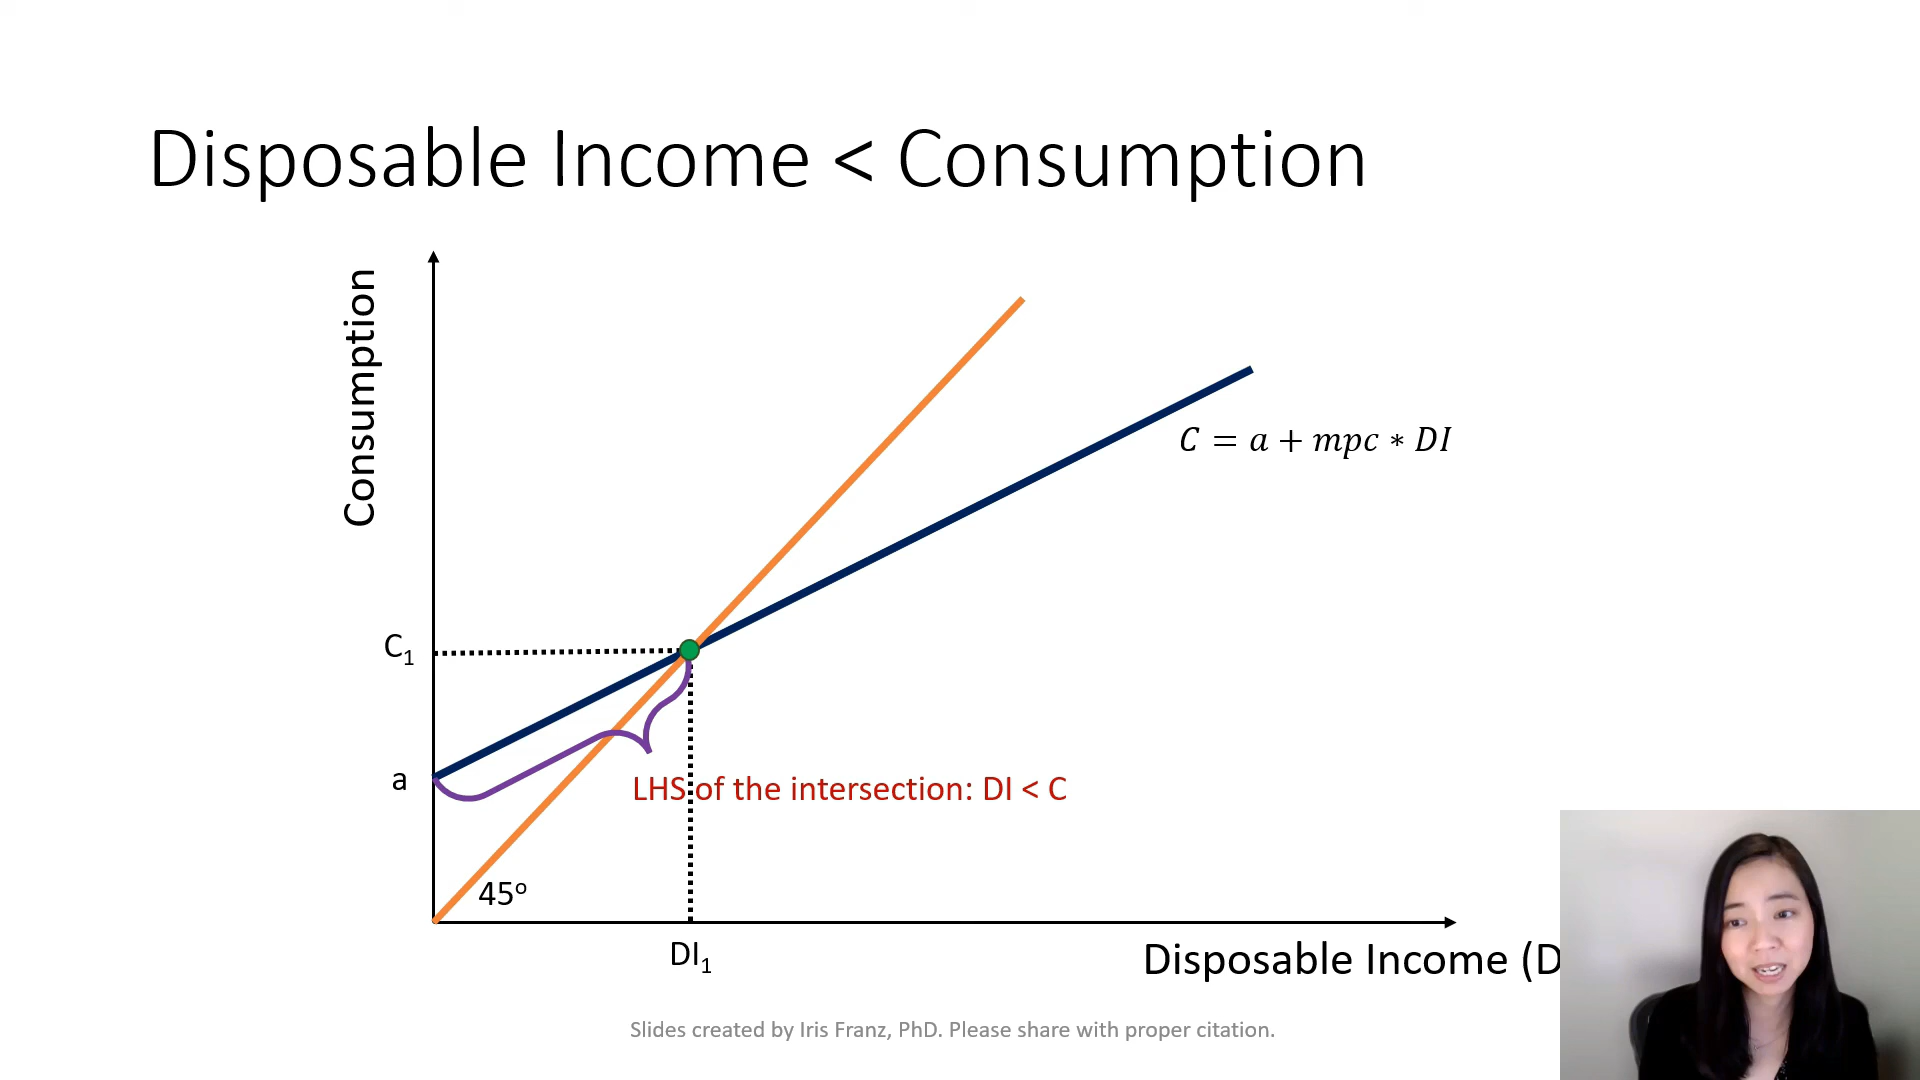 Disposable Income < Consumption
Consumption
C = a + mpc * DI
C₁
a
LHS of the intersection: DI < C
45ᵒ
DI₁
Disposable Income (D
Slides created by Iris Franz, PhD. Please share with proper citation.